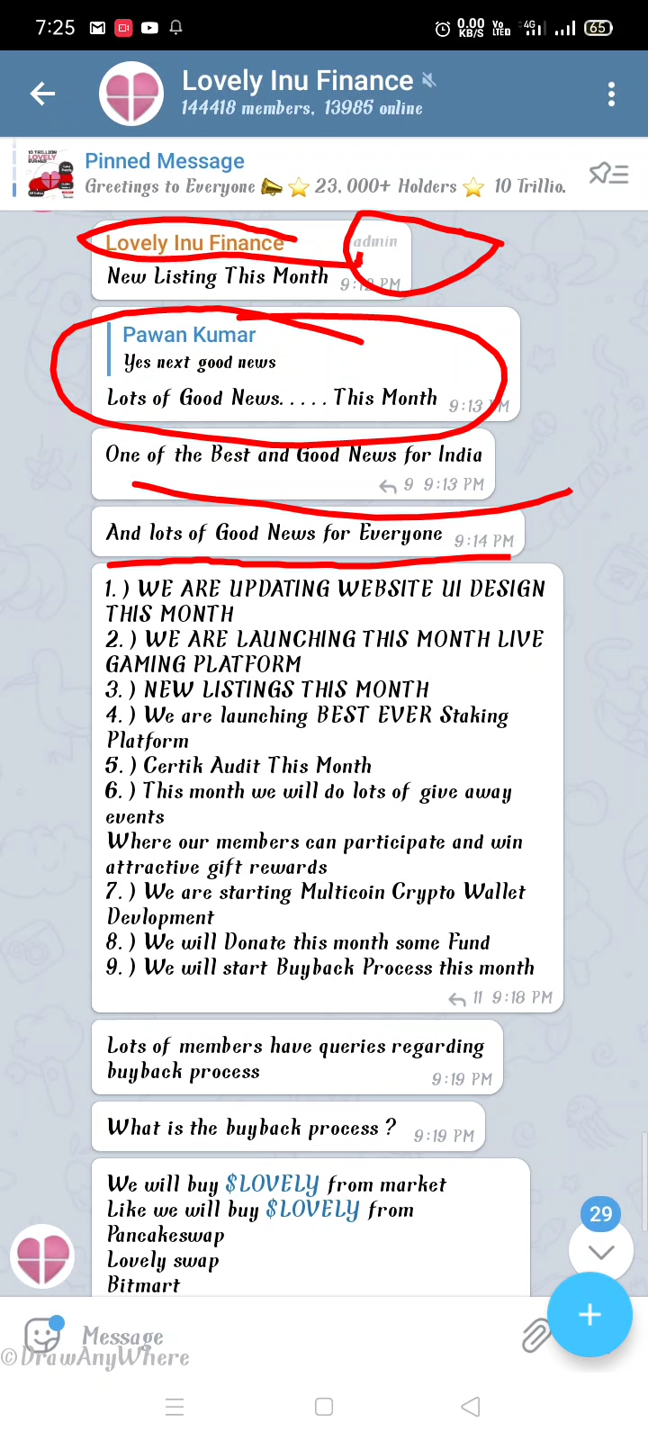 7:25
0.00 KB/S
Vo LTE
4G
65
Lovely Inu Finance
144418 members, 13985 online
Pinned Message
Greetings to Everyone 📣⭐ 23,000+ Holders ⭐ 10 Trillio.
Lovely Inu Finance admin
New Listing This Month
PM
Pawan Kumar
Yes next good news
Lots of Good News..... This Month
9:13 PM
One of the Best and Good News for India
9 9:13 PM
And lots of Good News for Everyone
9:14 PM
1.) WE ARE UPDATING WEBSITE UI DESIGN
THIS MONTH
2.) WE ARE LAUNCHING THIS MONTH LIVE
GAMING PLATFORM
3.) NEW LISTINGS THIS MONTH
4.) We are launching BEST EVER Staking
Platform
5.) Certik Audit This Month
6.) This month we will do lots of give away
events
Where our members can participate and win
attractive gift rewards
7.) We are starting Multicoin Crypto Wallet
Devlopment
8.) We will Donate this month some Fund
9.) We will start Buyback Process this month
11 9:18 PM
Lots of members have queries regarding
buyback process
9:19 PM
What is the buyback process ?
9:19 PM
We will buy $LOVELY from market
Like we will buy $LOVELY from
Pancakeswap
Lovely swap
Bitmart
29
Message
©DrawAnyWhere